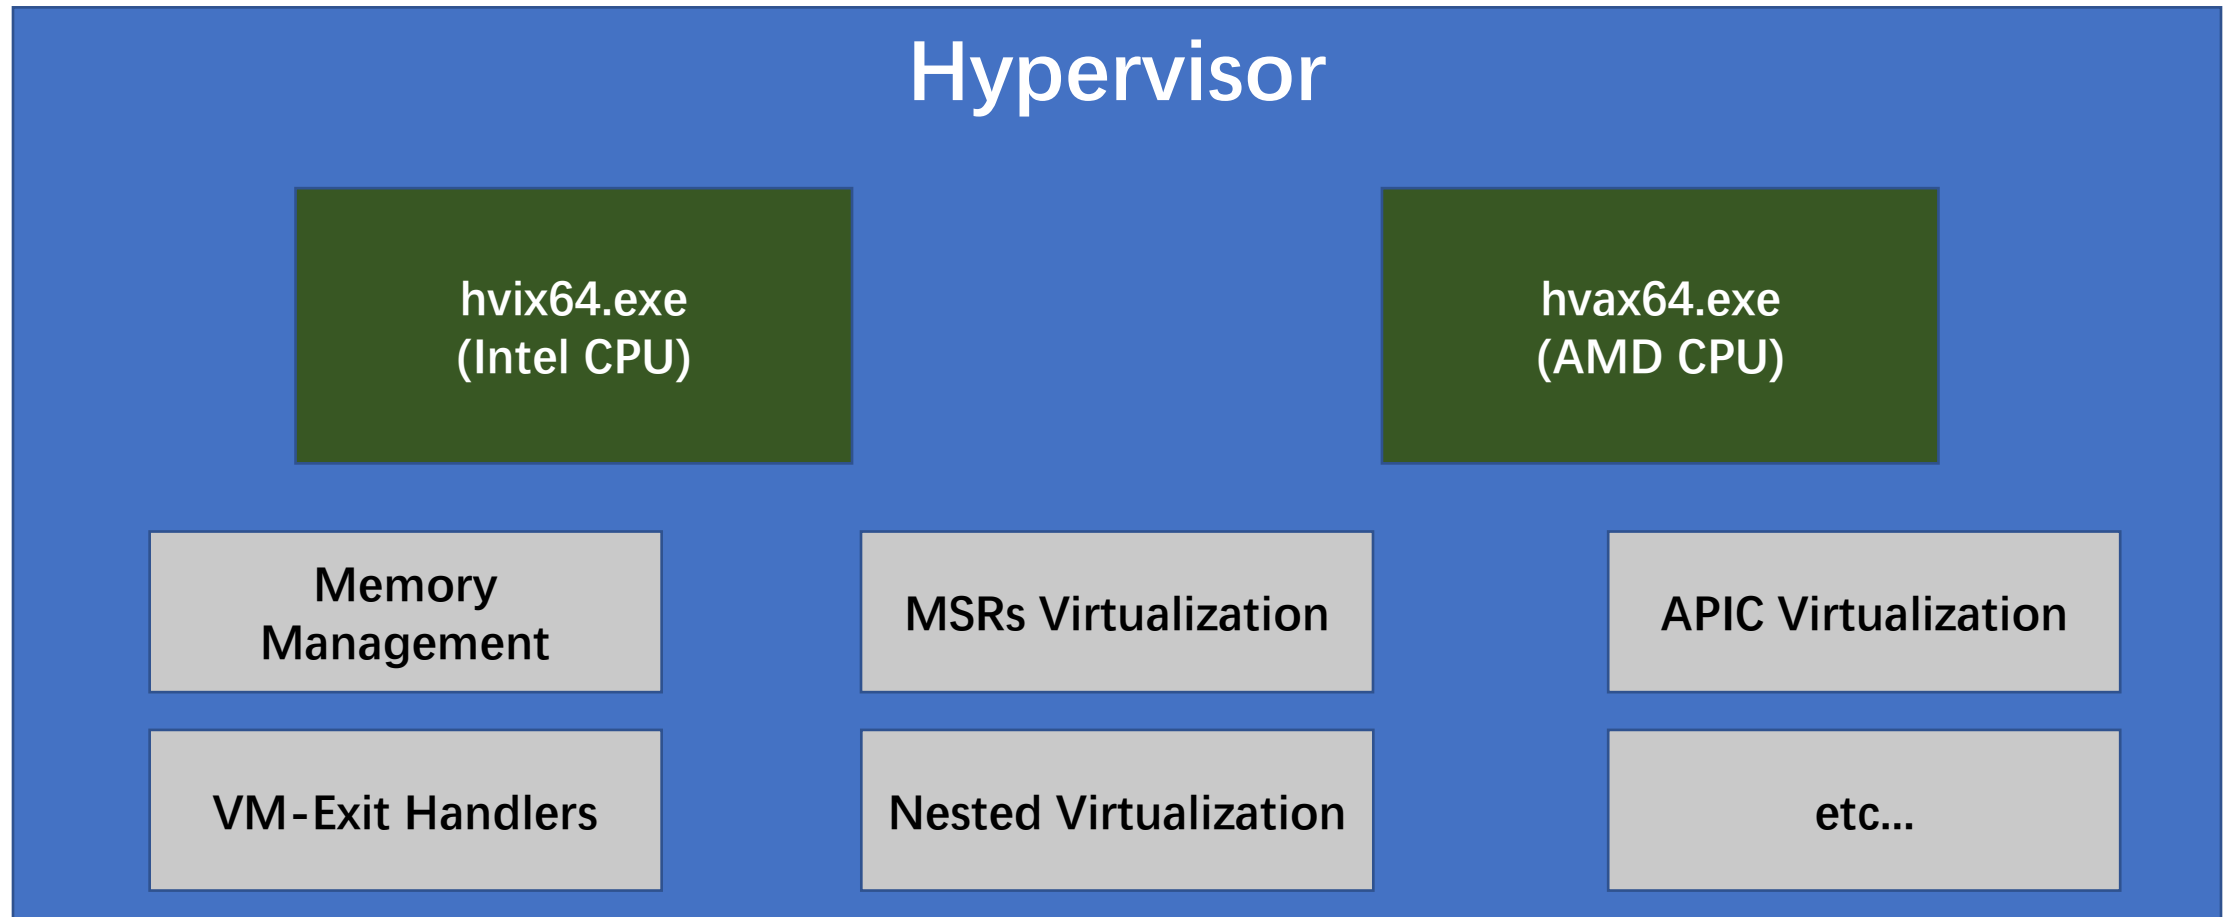 Hypervisor
hvix64.exe
(Intel CPU)
hvax64.exe
(AMD CPU)
Memory
Management
MSRs Virtualization
APIC Virtualization
VM-Exit Handlers
Nested Virtualization
etc...